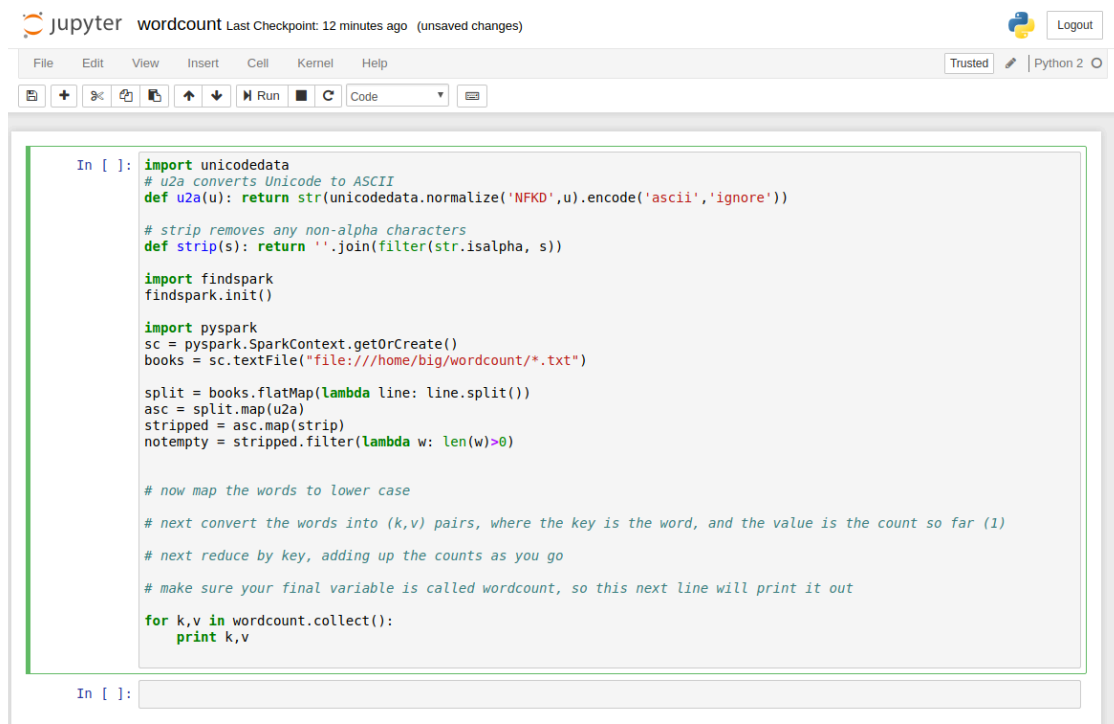 jupyter wordcount Last Checkpoint: 12 minutes ago (unsaved changes) Logout
File Edit View Insert Cell Kernel Help Trusted Python 2
Run Code
In [ ]: import unicodedata
# u2a converts Unicode to ASCII
def u2a(u): return str(unicodedata.normalize('NFKD',u).encode('ascii','ignore'))
# strip removes any non-alpha characters
def strip(s): return ''.join(filter(str.isalpha, s))
import findspark
findspark.init()
import pyspark
sc = pyspark.SparkContext.getOrCreate()
books = sc.textFile("file:///home/big/wordcount/*.txt")
split = books.flatMap(lambda line: line.split())
asc = split.map(u2a)
stripped = asc.map(strip)
notempty = stripped.filter(lambda w: len(w)>0)
# now map the words to lower case
# next convert the words into (k,v) pairs, where the key is the word, and the value is the count so far (1)
# next reduce by key, adding up the counts as you go
# make sure your final variable is called wordcount, so this next line will print it out
for k,v in wordcount.collect():
    print k,v
In [ ]: